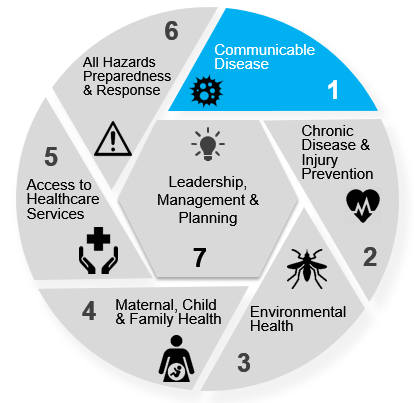 Communicable
Disease
1
Chronic
Disease &
Injury
Prevention
2
Environmental
Health
3
Maternal, Child
& Family Health
4
5
Access to
Healthcare
Services
6
All Hazards
Preparedness
& Response
Leadership,
Management &
Planning
7